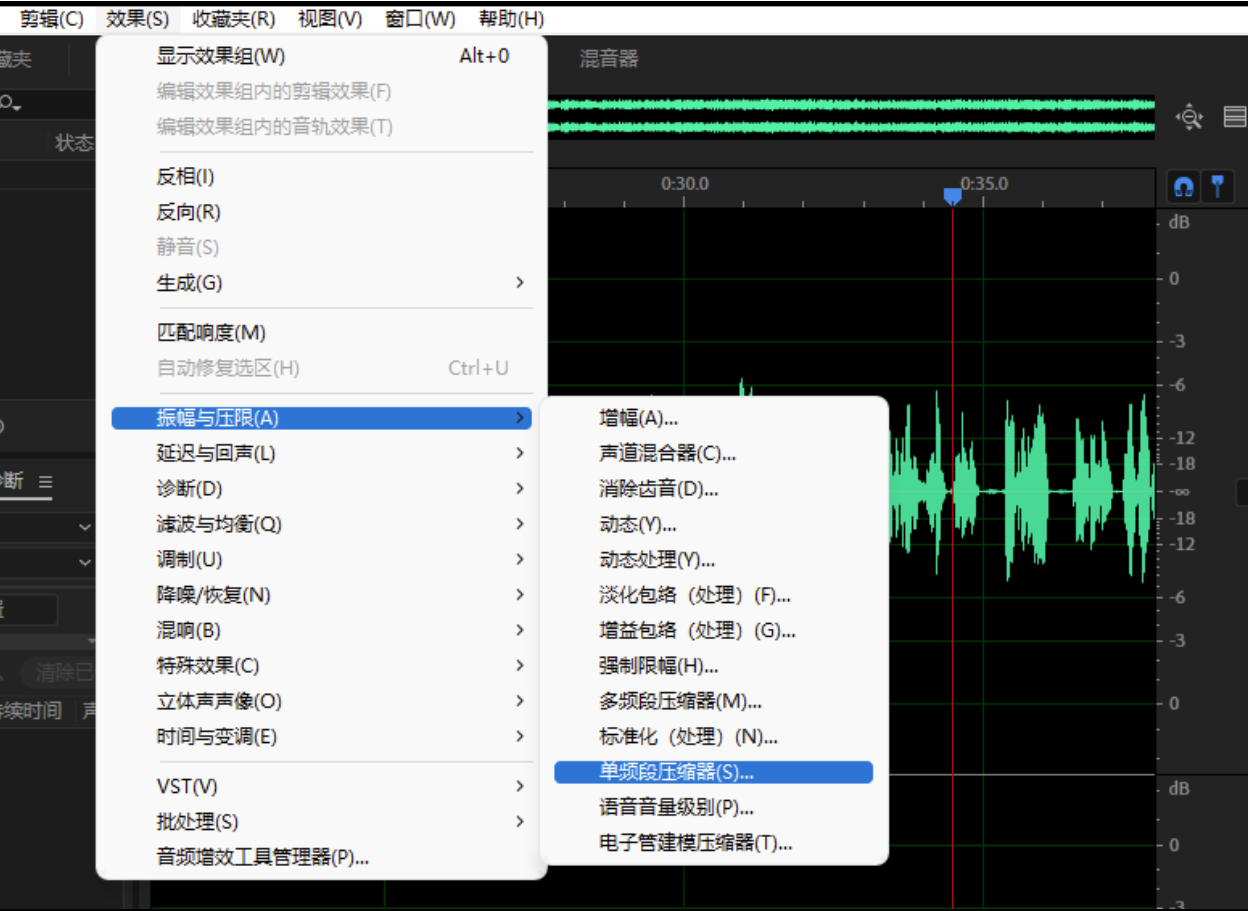 剪辑(C) 效果(S) 收藏夹(R) 视图(V) 窗口(W) 帮助(H)
藏夹
混音器
状态
显示效果组(W) Alt+0
编辑效果组内的剪辑效果(F)
编辑效果组内的音轨效果(T)
反相(I)
反向(R)
静音(S)
生成(G)
匹配响度(M)
自动修复选区(H) Ctrl+U
振幅与压限(A)
延迟与回声(L)
诊断(D)
滤波与均衡(Q)
调制(U)
降噪/恢复(N)
混响(B)
特殊效果(C)
立体声声像(O)
时间与变调(E)
VST(V)
批处理(S)
音频增效工具管理器(P)...
增幅(A)...
声道混合器(C)...
消除齿音(D)...
动态(Y)...
动态处理(Y)...
淡化包络（处理）(F)...
增益包络（处理）(G)...
强制限幅(H)...
多频段压缩器(M)...
标准化（处理）(N)...
单频段压缩器(S)...
语音音量级别(P)...
电子管建模压缩器(T)...
诊断
清除已
持续时间
声
0:30.0 0:35.0
dB
0
-3
-6
-12
-18
-∞
-18
-12
-6
-3
0
dB
0
-3